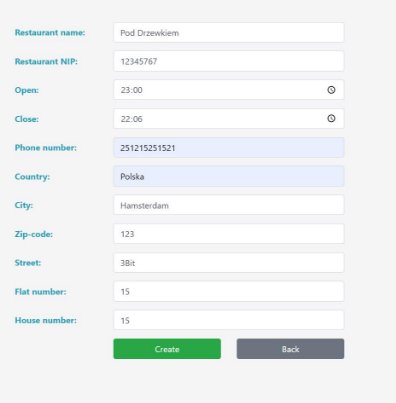 Restaurant name: Pod Drzewkiem
Restaurant NIP: 12345767
Open: 23:00
Close: 22:06
Phone number: 251215251521
Country: Polska
City: Hamsterdam
Zip-code: 123
Street: 3Bit
Flat number: 15
House number: 15
Create Back